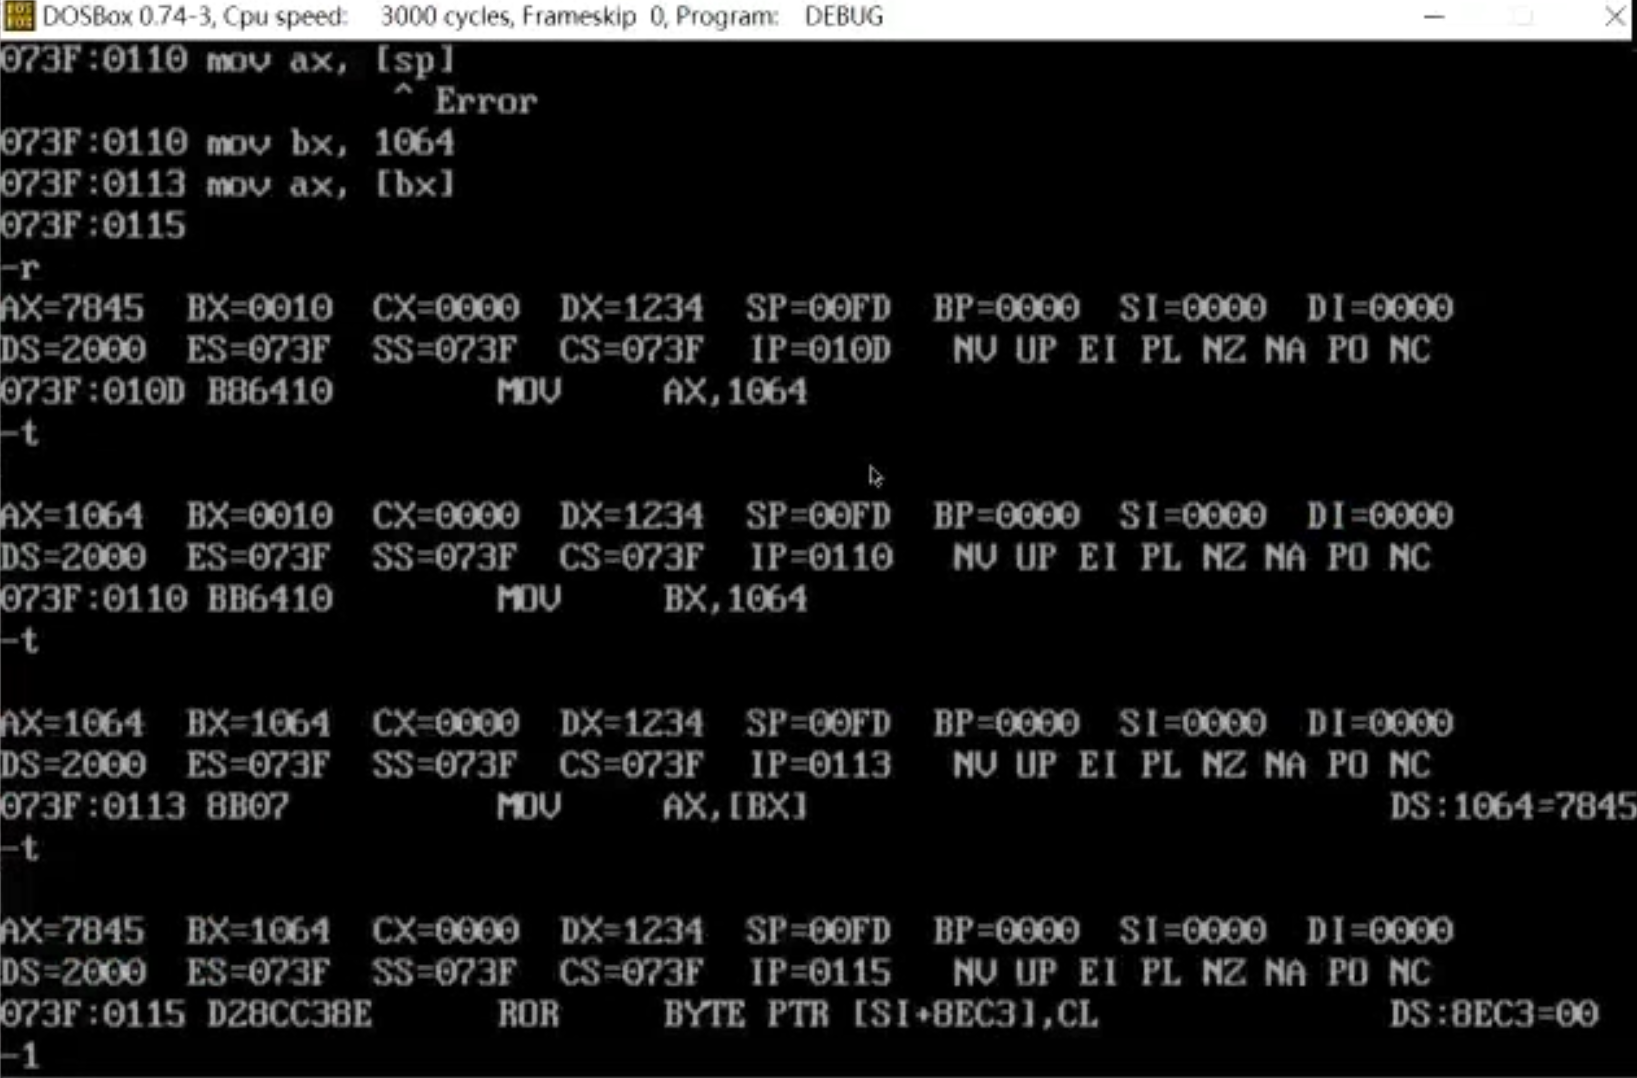 DOSBox 0.74-3, Cpu speed:    3000 cycles, Frameskip  0, Program:    DEBUG
073F:0110 mov ax, [sp]
                   ^ Error
073F:0110 mov bx, 1064
073F:0113 mov ax, [bx]
073F:0115
-r
AX=7845  BX=0010  CX=0000  DX=1234  SP=00FD  BP=0000  SI=0000  DI=0000
DS=2000  ES=073F  SS=073F  CS=073F  IP=010D   NV UP EI PL NZ NA PO NC
073F:010D B86410        MOV     AX,1064
-t
AX=1064  BX=0010  CX=0000  DX=1234  SP=00FD  BP=0000  SI=0000  DI=0000
DS=2000  ES=073F  SS=073F  CS=073F  IP=0110   NV UP EI PL NZ NA PO NC
073F:0110 BB6410        MOV     BX,1064
-t
AX=1064  BX=1064  CX=0000  DX=1234  SP=00FD  BP=0000  SI=0000  DI=0000
DS=2000  ES=073F  SS=073F  CS=073F  IP=0113   NV UP EI PL NZ NA PO NC
073F:0113 8B07          MOV     AX,[BX]                            DS:1064=7845
-t
AX=7845  BX=1064  CX=0000  DX=1234  SP=00FD  BP=0000  SI=0000  DI=0000
DS=2000  ES=073F  SS=073F  CS=073F  IP=0115   NV UP EI PL NZ NA PO NC
073F:0115 D28CC38E      ROR     BYTE PTR [SI+8EC3],CL              DS:8EC3=00
-l